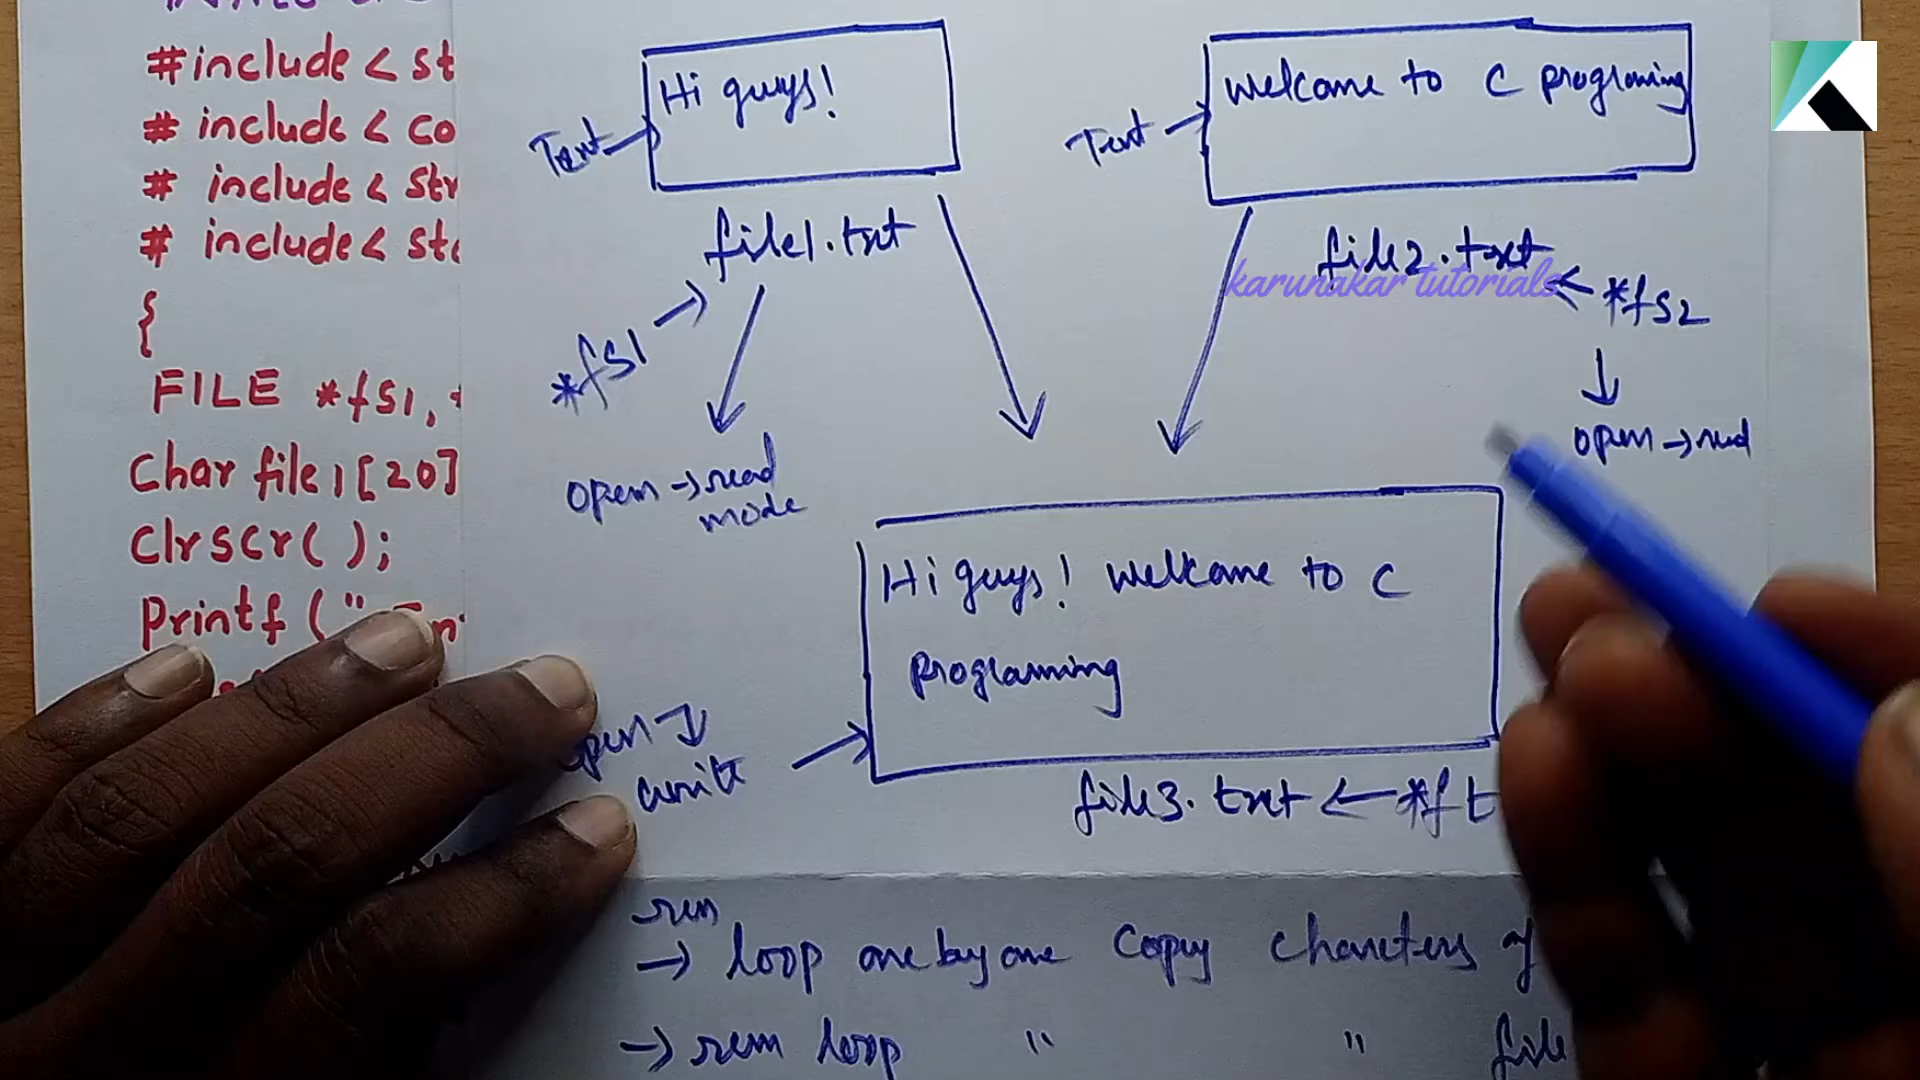 #include < st
# include < co
# include < str
# include < std
{
FILE *fs1,
Char file1[20]
Clrscr( );
Printf ("
Hi guys!
Text
file1.txt
*fs1
open → read
mode
Welcome to C programing
Text
file2.txt
karunakar tutorials
*fs2
open → read
Hi guys! Welcome to C
programing
open →
write
file3.txt ← *ft
run
→ loop one by one Copy characters of
→ run loop " " file